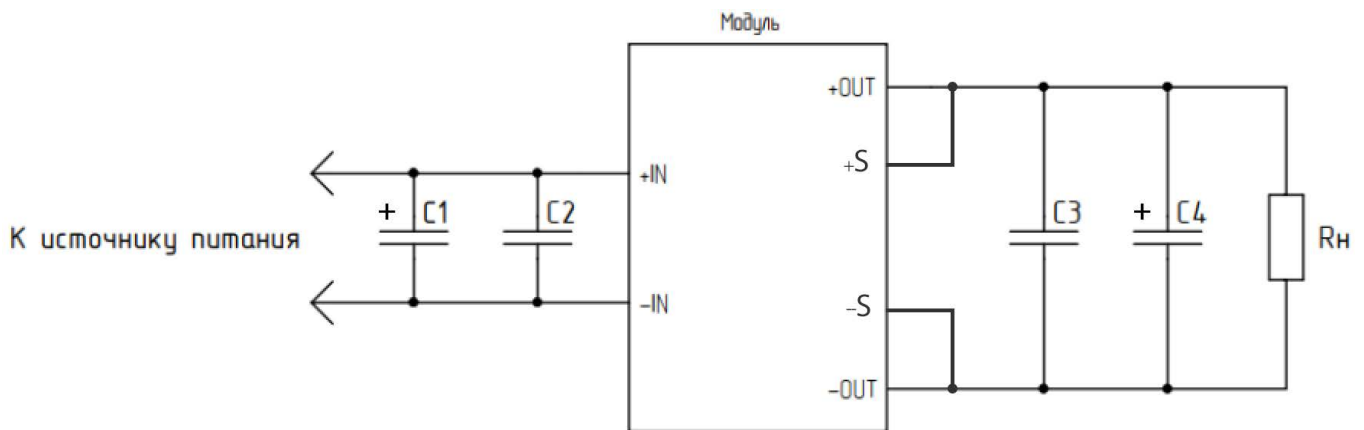 Модуль
+OUT
+S
+IN
+ C1
C2
C3
+ C4
К источнику питания
Rн
-IN
--S
-OUT